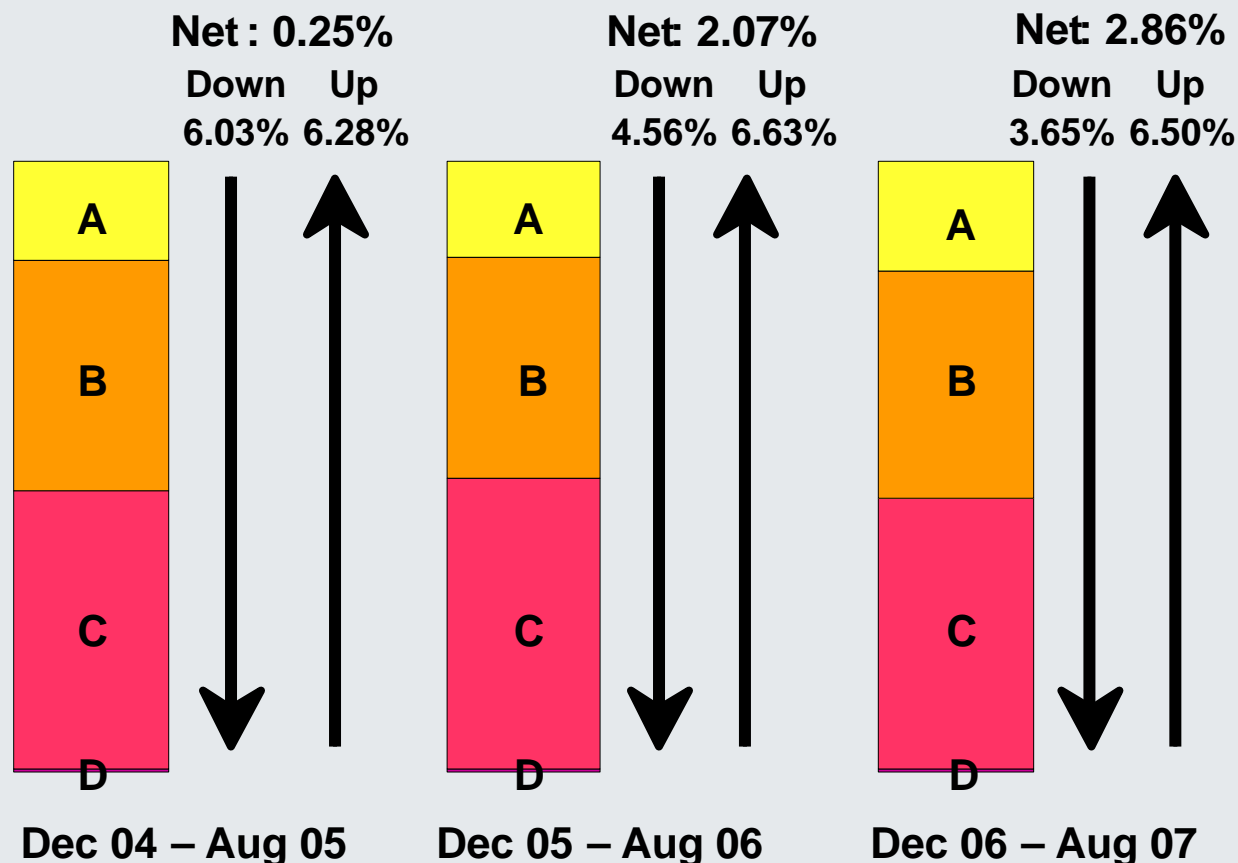 Net : 0.25%
Down Up
6.03% 6.28%
A
B
C
D
Dec 04 – Aug 05
Net: 2.07%
Down Up
4.56% 6.63%
A
B
C
D
Dec 05 – Aug 06
Net: 2.86%
Down Up
3.65% 6.50%
A
B
C
D
Dec 06 – Aug 07